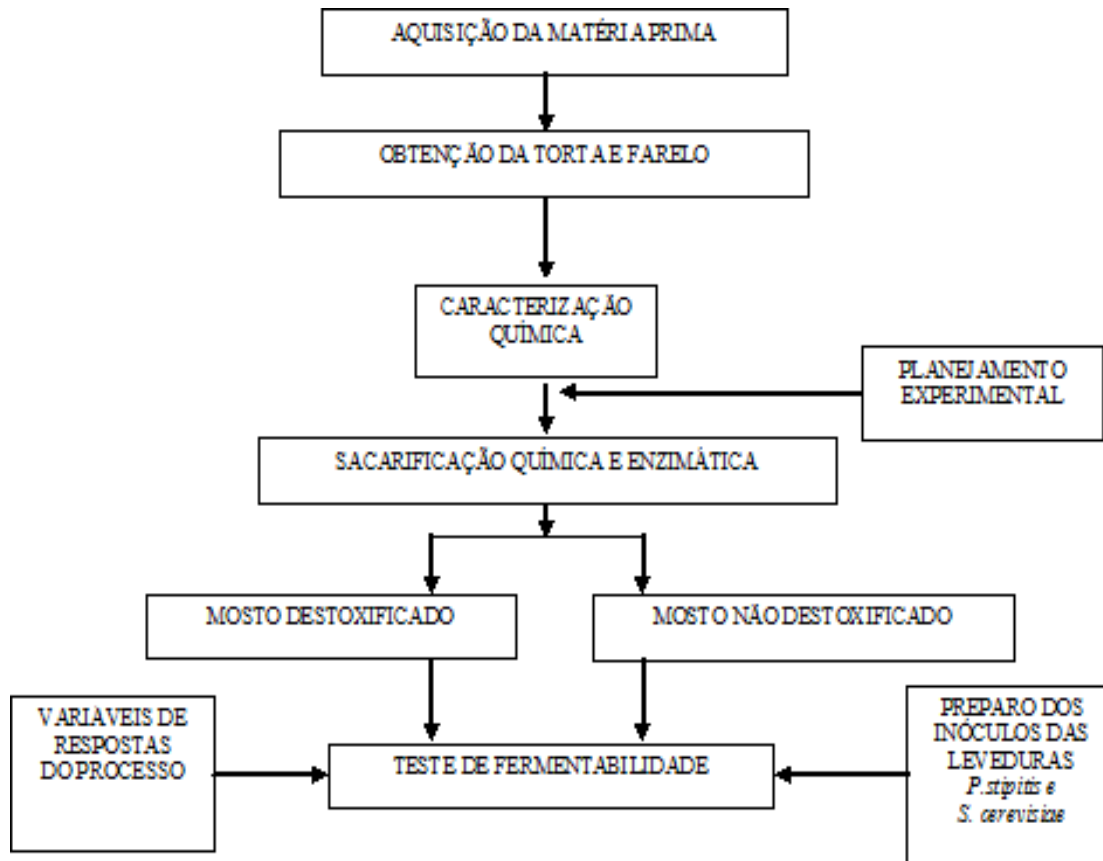 AQUISIÇÃO DA MATÉRIA PRIMA
OBTENÇÃO DA TORTA E FARELO
CARACTERIZAÇÃO
QUÍMICA
PLANEJAMENTO
EXPERIMENTAL
SACARIFICAÇÃO QUÍMICA E ENZIMÁTICA
MOSTO DESTOXIFICADO
MOSTO NÃO DESTOXIFICADO
VARIAVEIS DE
RESPOSTAS
DO PROCESSO
TESTE DE FERMENTABILIDADE
PREPARO DOS
INÓCULOS DAS
LEVEDURAS
P.stipitis e
S. cerevisiae